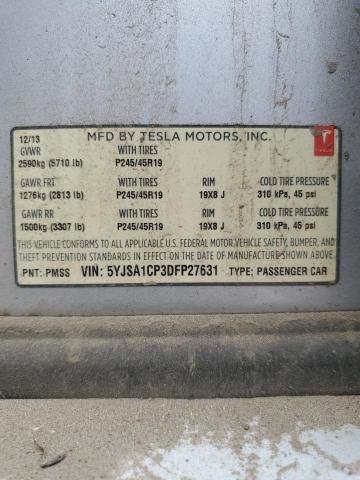 12/13 MFD BY TESLA MOTORS, INC.
GVWR WITH TIRES
2590kg (5710 lb) P245/45R19
GAWR FRT WITH TIRES RIM COLD TIRE PRESSURE
1276kg (2813 lb) P245/45R19 19X8 J 310 kPa, 45 psi
GAWR RR WITH TIRES RIM COLD TIRE PRESSURE
1500kg (3307 lb) P245/45R19 19X8 J 310 kPa, 45 psi
THIS VEHICLE CONFORMS TO ALL APPLICABLE U.S. FEDERAL MOTOR VEHICLE SAFETY, BUMPER, AND
THEFT PREVENTION STANDARDS IN EFFECT ON THE DATE OF MANUFACTURE SHOWN ABOVE.
PNT: PMSS VIN: 5YJSA1CP3DFP27631 TYPE: PASSENGER CAR